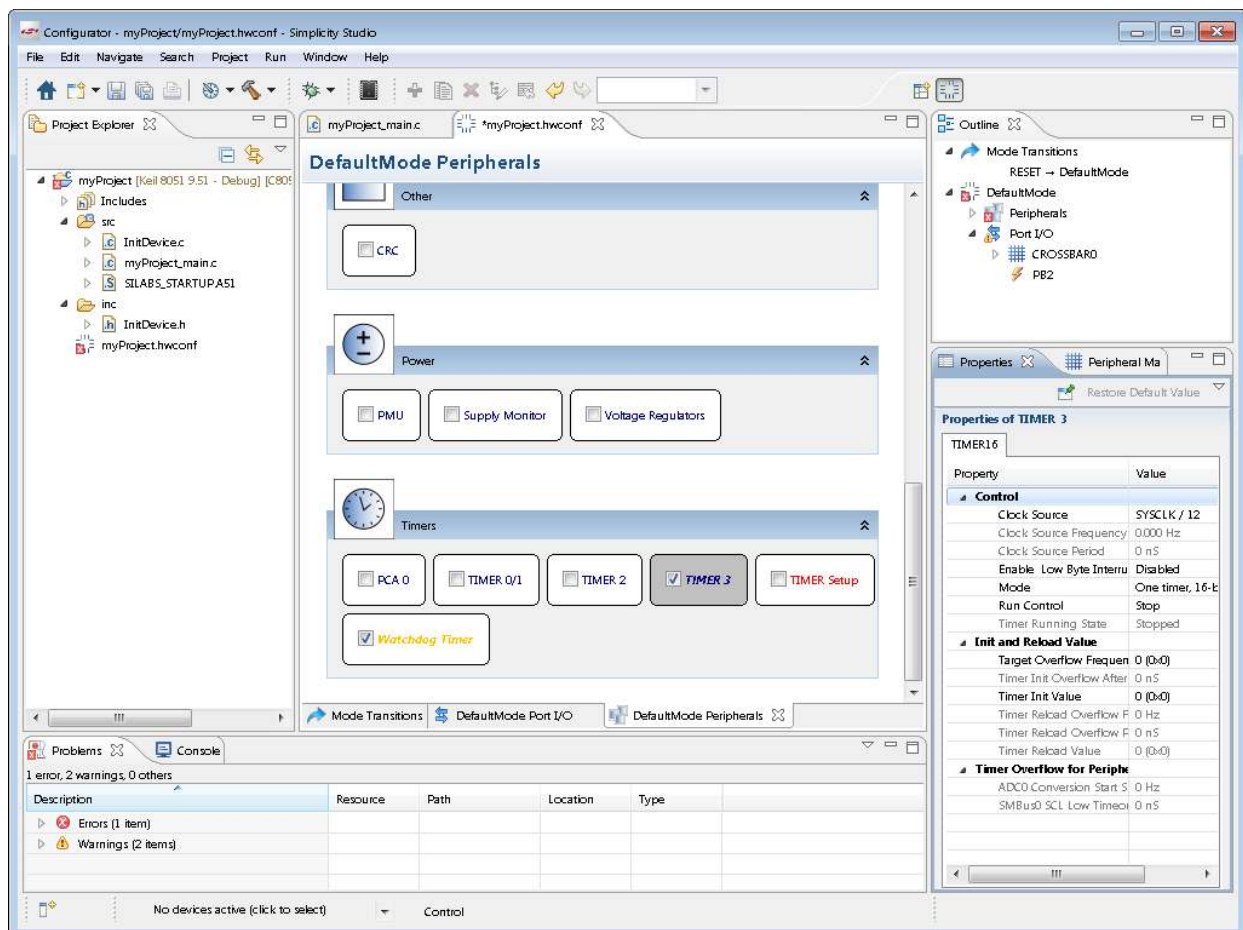 Configurator - myProject/myProject.hwconf - Simplicity Studio
File Edit Navigate Search Project Run Window Help
Project Explorer
myProject [Keil 8051 9.51 - Debug] [C805
Includes
src
InitDevice.c
myProject_main.c
SILABS_STARTUP.A51
inc
InitDevice.h
myProject.hwconf
myProject_main.c *myProject.hwconf
DefaultMode Peripherals
Other
CRC
Power
PMU Supply Monitor Voltage Regulators
Timers
PCA 0 TIMER 0/1 TIMER 2 TIMER 3 TIMER Setup
Watchdog Timer
Mode Transitions DefaultMode Port I/O DefaultMode Peripherals
Outline
Mode Transitions
RESET → DefaultMode
DefaultMode
Peripherals
Port I/O
CROSSBAR0
PB2
Properties Peripheral Ma
Restore Default Value
Properties of TIMER 3
TIMER16
Property Value
Control
Clock Source SYSCLK / 12
Clock Source Frequency 0.000 Hz
Clock Source Period 0 nS
Enable Low Byte Interru Disabled
Mode One timer, 16-b
Run Control Stop
Timer Running State Stopped
Init and Reload Value
Target Overflow Frequen 0 (0x0)
Timer Init Overflow After 0 nS
Timer Init Value 0 (0x0)
Timer Reload Overflow F 0 Hz
Timer Reload Overflow P 0 nS
Timer Reload Value 0 (0x0)
Timer Overflow for Periphe
ADC0 Conversion Start S 0 Hz
SMBus0 SCL Low Timeou 0 nS
Problems Console
1 error, 2 warnings, 0 others
Description Resource Path Location Type
Errors (1 item)
Warnings (2 items)
No devices active (click to select) Control